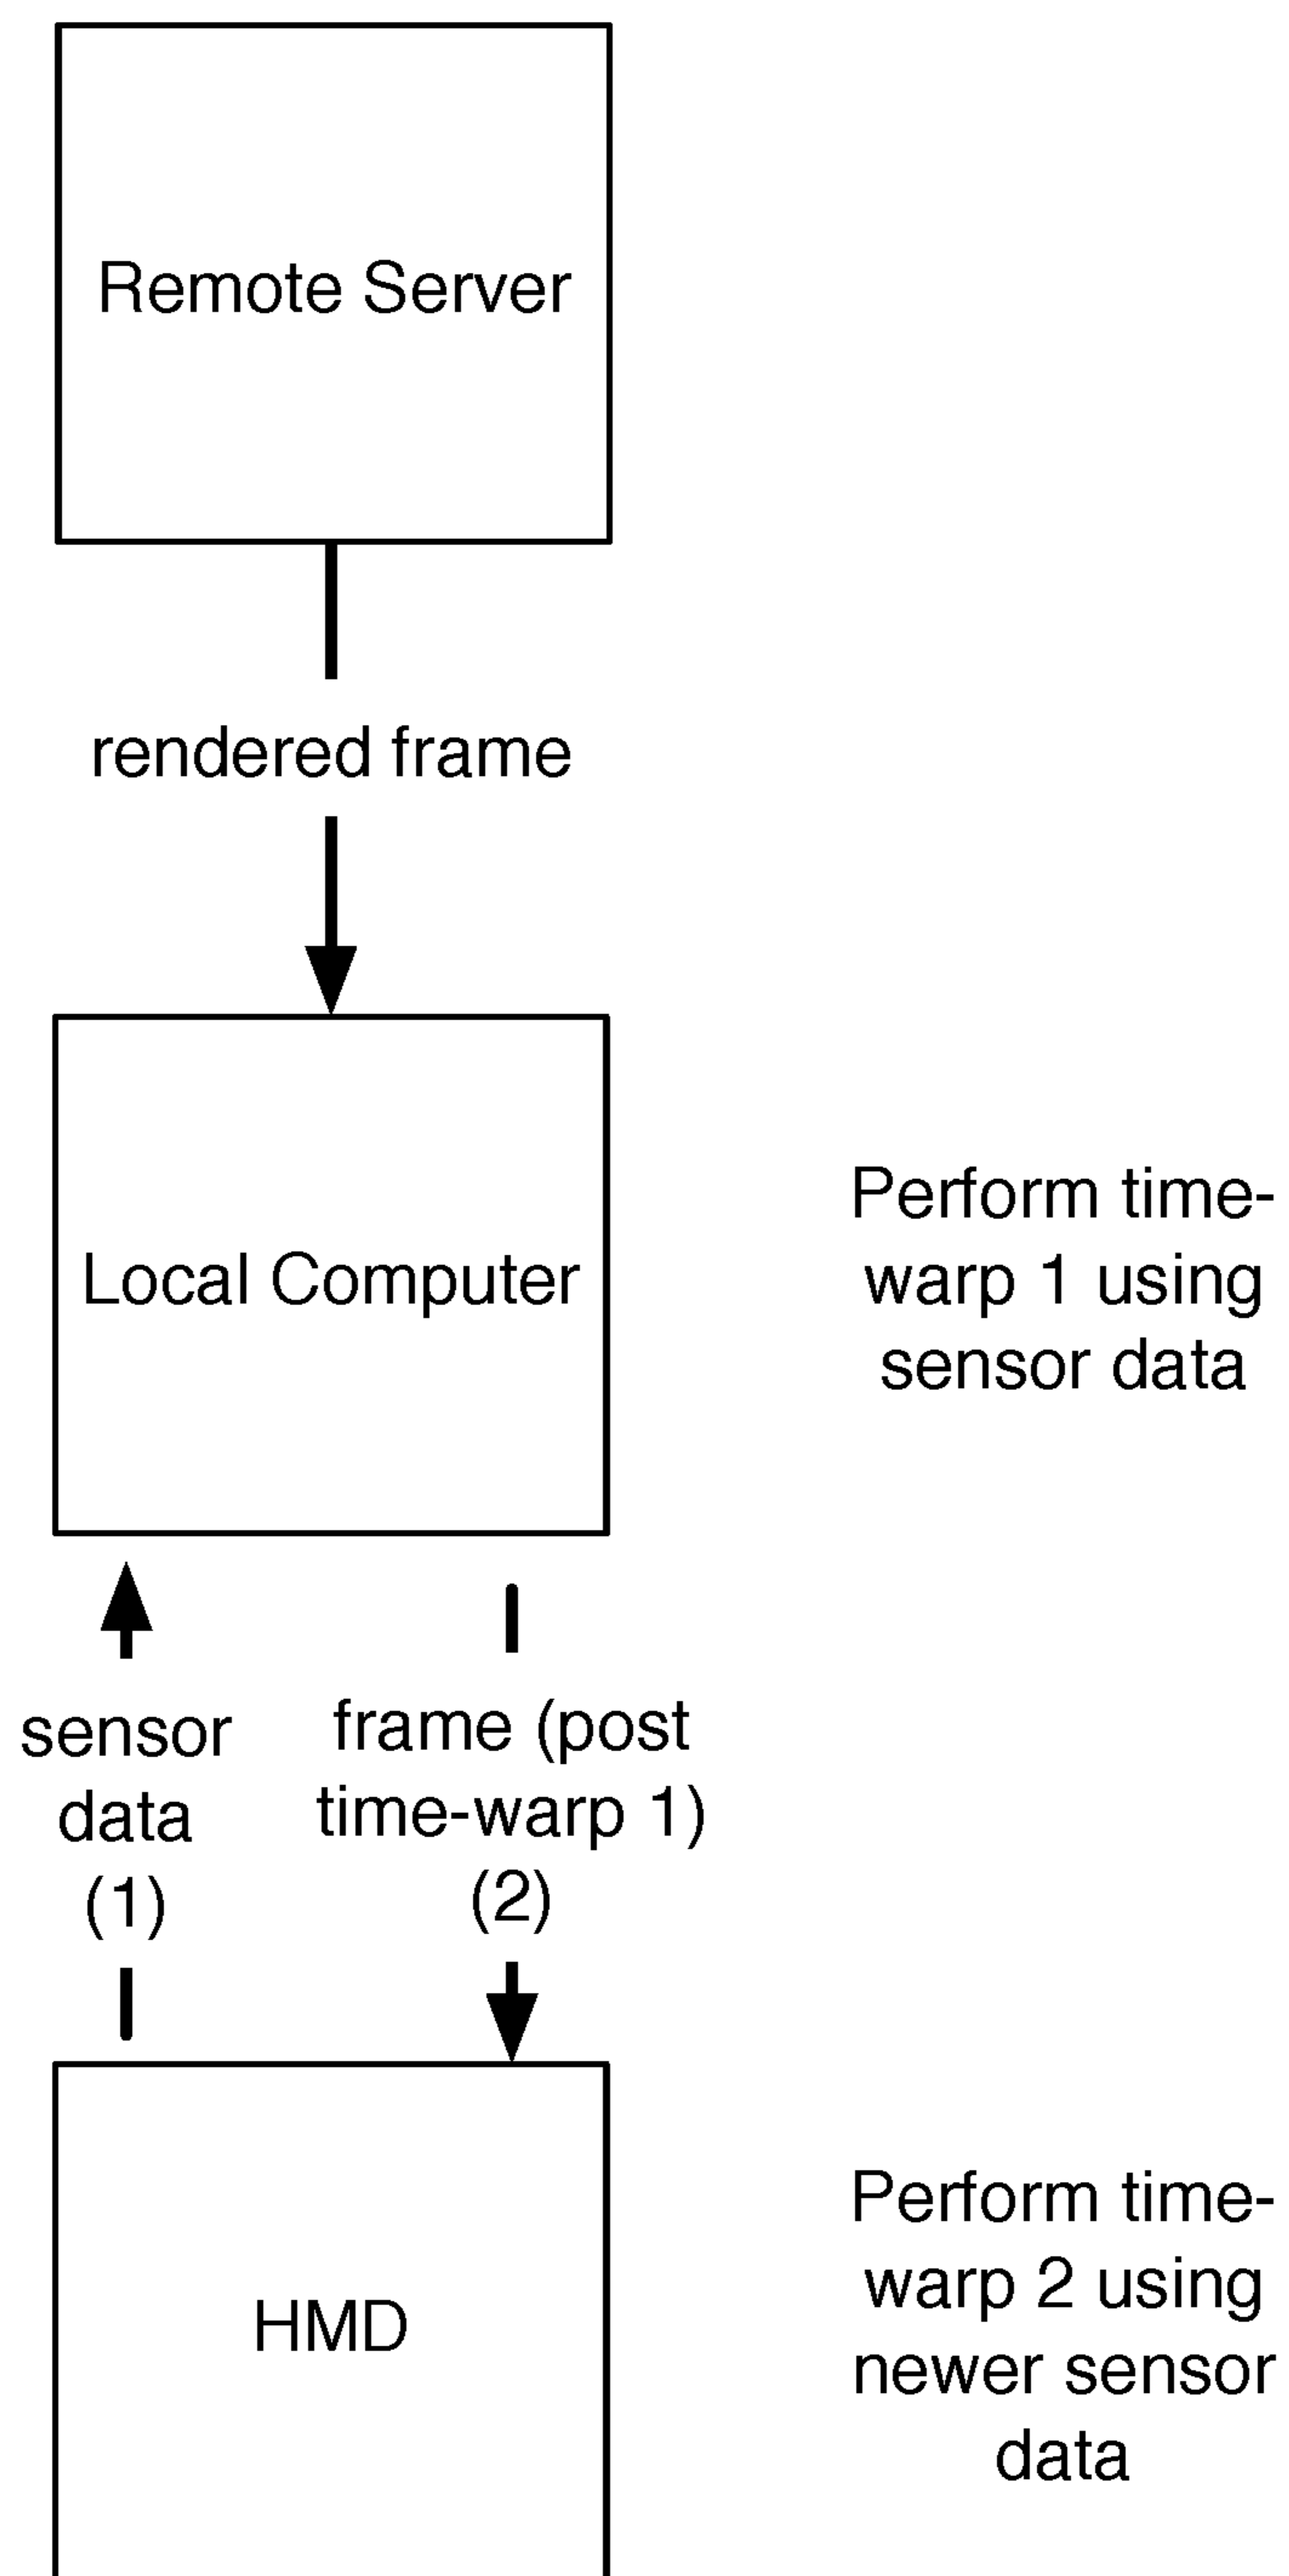 Remote Server
rendered frame
Local Computer
Perform time-
warp 1 using
sensor data
sensor
data
(1)
frame (post
time-warp 1)
(2)
HMD
Perform time-
warp 2 using
newer sensor
data